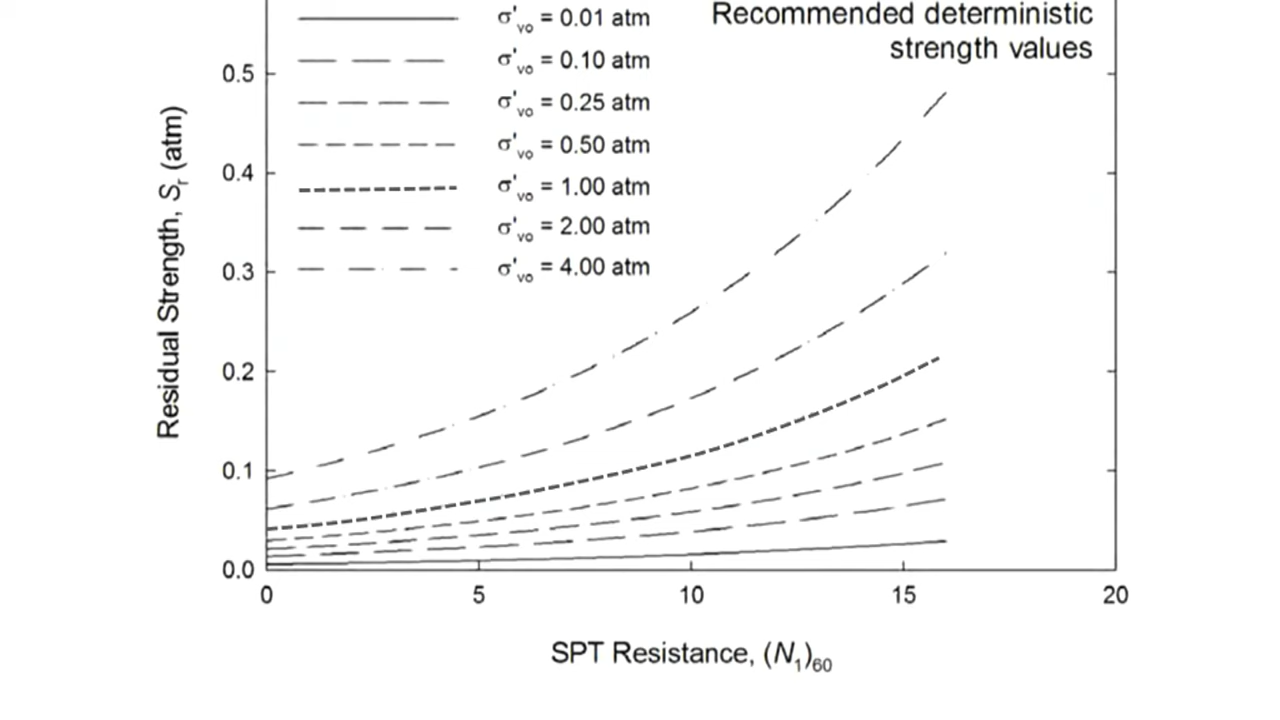 σ'vo = 0.01 atm
σ'vo = 0.10 atm
σ'vo = 0.25 atm
σ'vo = 0.50 atm
σ'vo = 1.00 atm
σ'vo = 2.00 atm
σ'vo = 4.00 atm
Recommended deterministic
strength values
Residual Strength, Sr (atm)
0.5
0.4
0.3
0.2
0.1
0.0
0 5 10 15 20
SPT Resistance, (N1)60